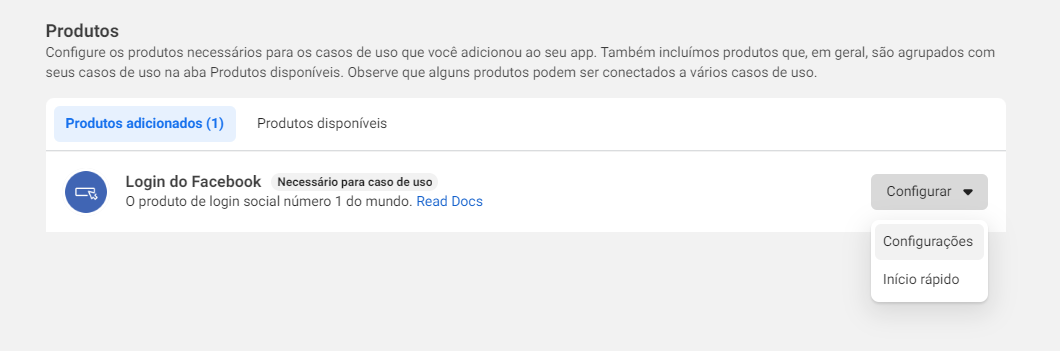 Produtos
Configure os produtos necessários para os casos de uso que você adicionou ao seu app. Também incluímos produtos que, em geral, são agrupados com
seus casos de uso na aba Produtos disponíveis. Observe que alguns produtos podem ser conectados a vários casos de uso.
Produtos adicionados (1) Produtos disponíveis
Login do Facebook Necessário para caso de uso
O produto de login social número 1 do mundo. Read Docs
Configurar
Configurações
Início rápido